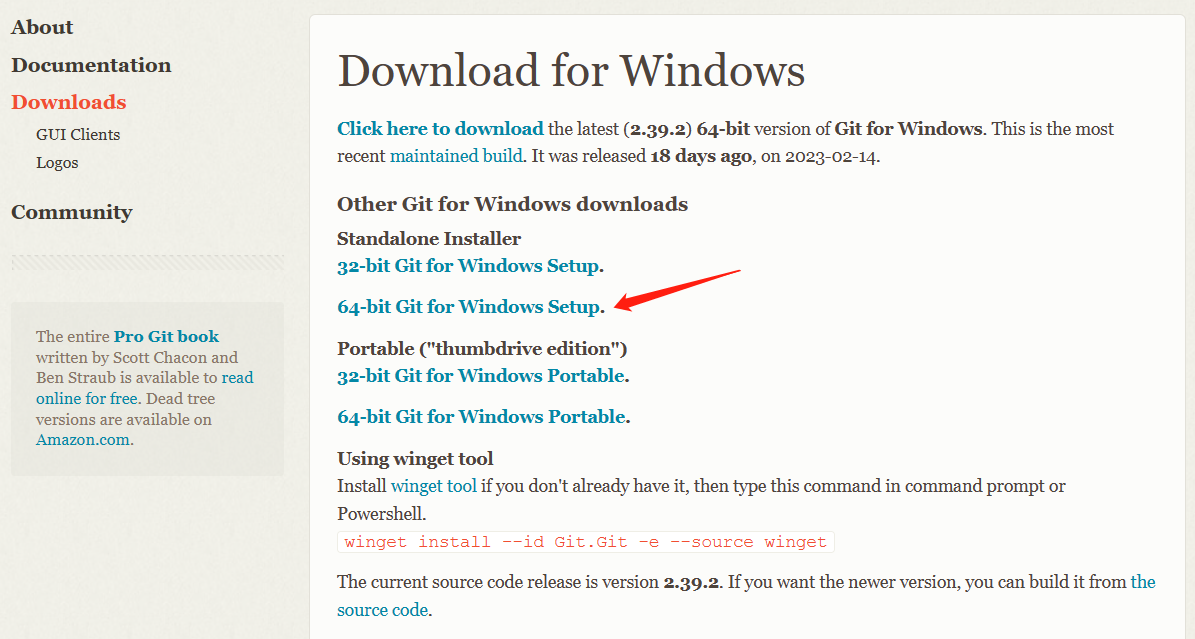 About
Documentation
Downloads
GUI Clients
Logos
Community
The entire Pro Git book
written by Scott Chacon and
Ben Straub is available to read
online for free. Dead tree
versions are available on
Amazon.com.
Download for Windows
Click here to download the latest (2.39.2) 64-bit version of Git for Windows. This is the most
recent maintained build. It was released 18 days ago, on 2023-02-14.
Other Git for Windows downloads
Standalone Installer
32-bit Git for Windows Setup.
64-bit Git for Windows Setup.
Portable ("thumbdrive edition")
32-bit Git for Windows Portable.
64-bit Git for Windows Portable.
Using winget tool
Install winget tool if you don't already have it, then type this command in command prompt or
Powershell.
winget install --id Git.Git -e --source winget
The current source code release is version 2.39.2. If you want the newer version, you can build it from the
source code.